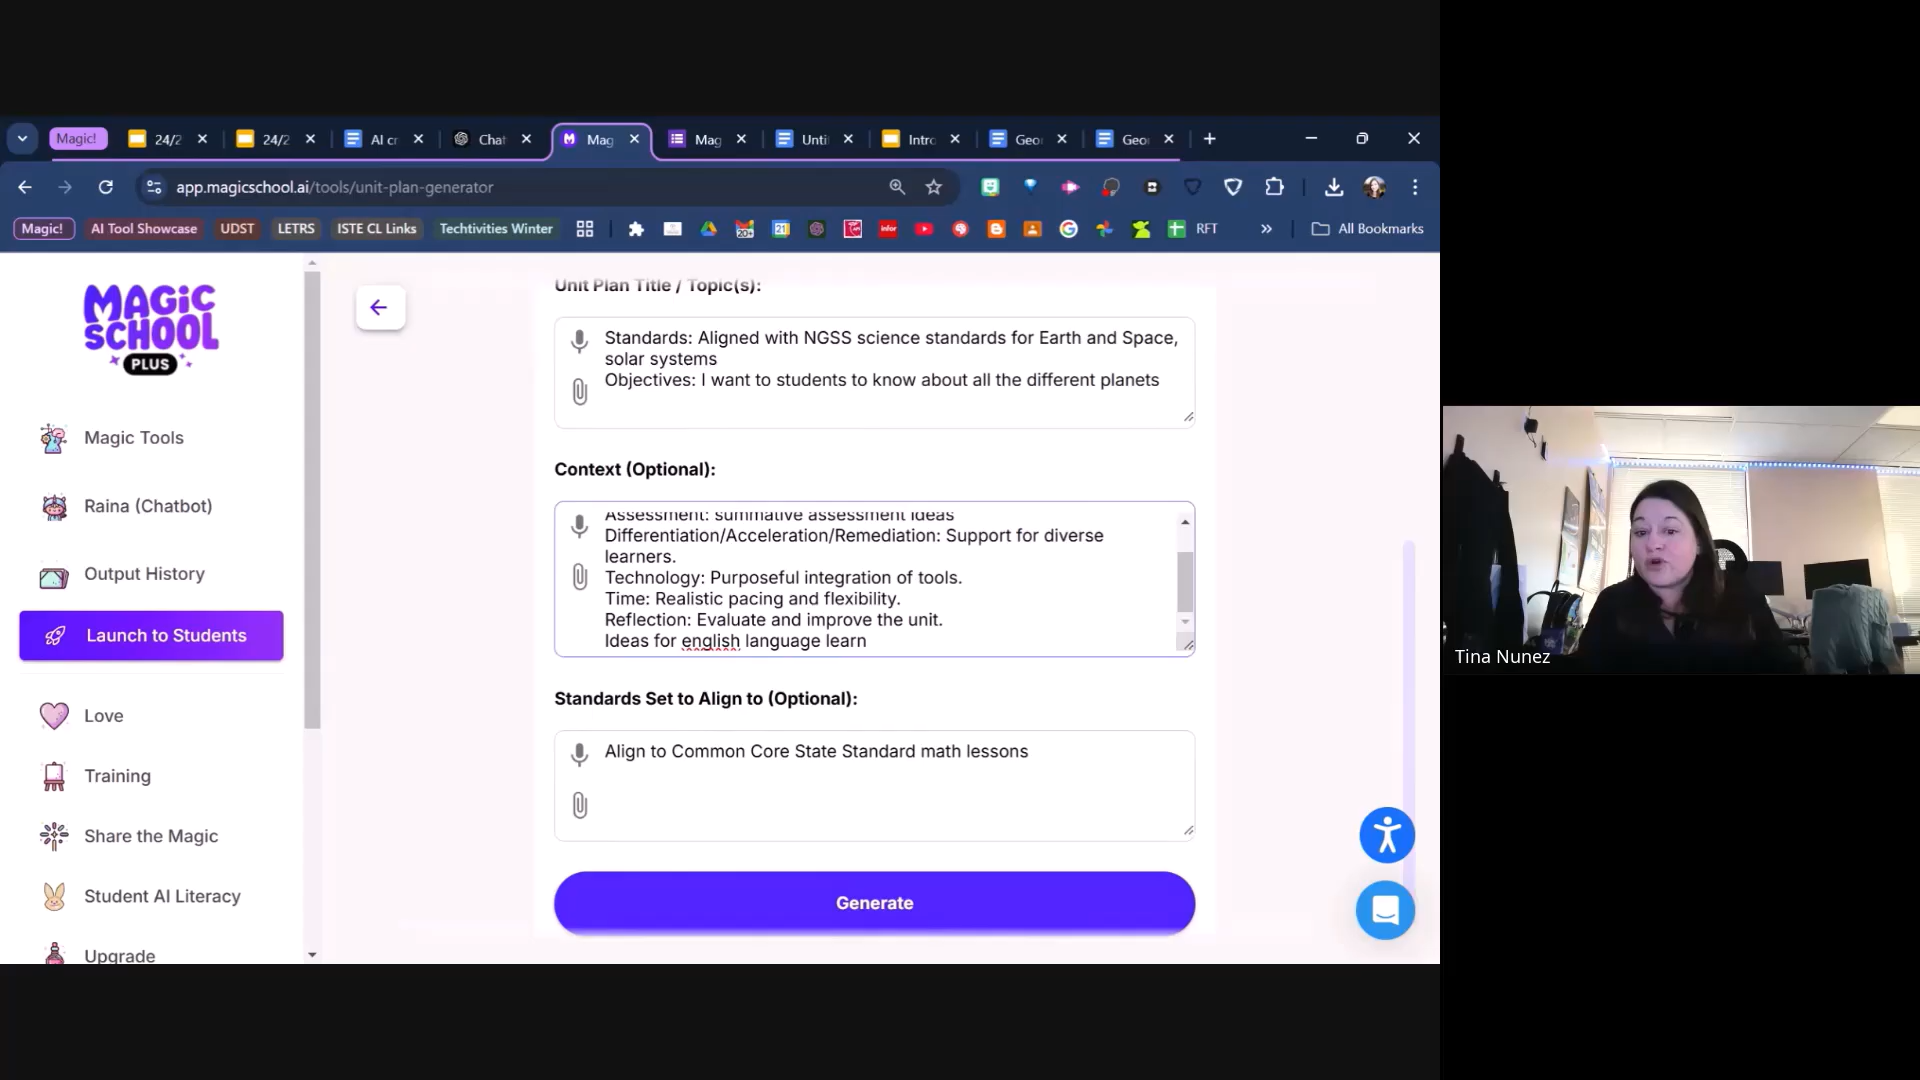 Magic!
24/2
24/2
AI cr
Chat
Mag
Mag
Unti
Intro
Geo
Geo
app.magicschool.ai/tools/unit-plan-generator
Magic!
AI Tool Showcase
UDST
LETRS
ISTE CL Links
Techtivities Winter
RFT
All Bookmarks
MAGIC
SCHOOL
PLUS
Magic Tools
Raina (Chatbot)
Output History
Launch to Students
Love
Training
Share the Magic
Student AI Literacy
Upgrade
Unit Plan Title / Topic(s):
Standards: Aligned with NGSS science standards for Earth and Space,
solar systems
Objectives: I want to students to know about all the different planets
Context (Optional):
Assessment: summative assessment ideas
Differentiation/Acceleration/Remediation: Support for diverse
learners.
Technology: Purposeful integration of tools.
Time: Realistic pacing and flexibility.
Reflection: Evaluate and improve the unit.
Ideas for english language learn
Standards Set to Align to (Optional):
Align to Common Core State Standard math lessons
Generate
Tina Nunez